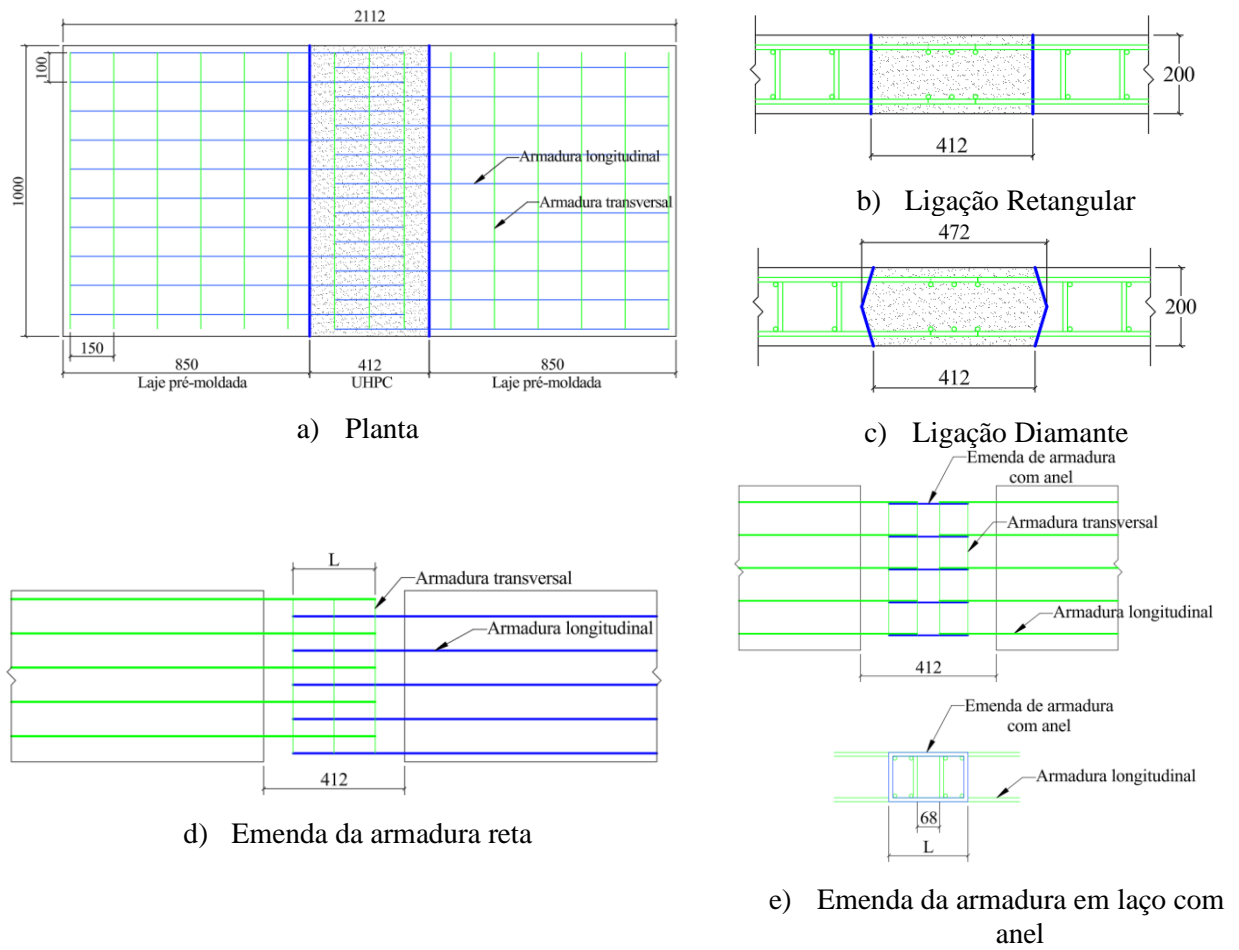 2112
100
1000
Armadura longitudinal
Armadura transversal
150
850
412
850
Laje pré-moldada
UHPC
Laje pré-moldada
a) Planta
200
412
b) Ligação Retangular
472
200
412
c) Ligação Diamante
L
Armadura transversal
Armadura longitudinal
412
d) Emenda da armadura reta
Emenda de armadura
com anel
Armadura transversal
Armadura longitudinal
412
Emenda de armadura
com anel
Armadura longitudinal
68
L
e) Emenda da armadura em laço com
anel